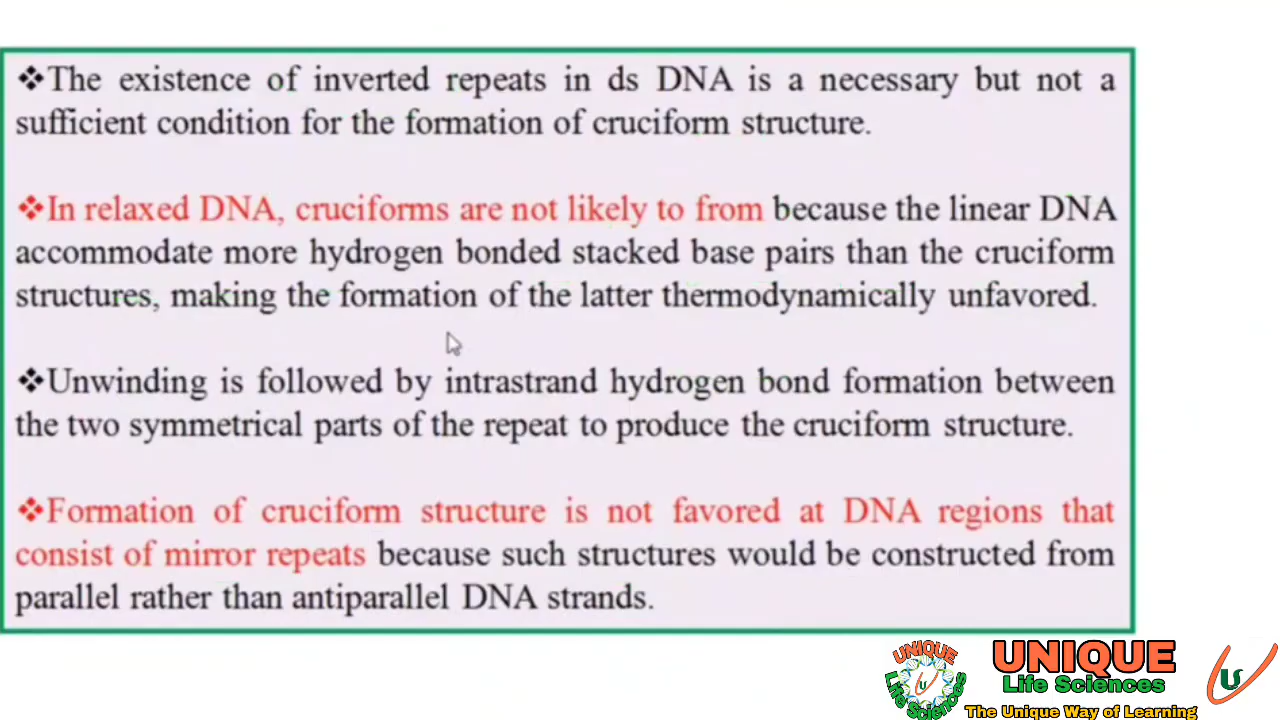 ❖The existence of inverted repeats in ds DNA is a necessary but not a
sufficient condition for the formation of cruciform structure.
❖In relaxed DNA, cruciforms are not likely to from because the linear DNA
accommodate more hydrogen bonded stacked base pairs than the cruciform
structures, making the formation of the latter thermodynamically unfavored.
❖Unwinding is followed by intrastrand hydrogen bond formation between
the two symmetrical parts of the repeat to produce the cruciform structure.
❖Formation of cruciform structure is not favored at DNA regions that
consist of mirror repeats because such structures would be constructed from
parallel rather than antiparallel DNA strands.
UNIQUE
Life Sciences
U
UNIQUE
Life Sciences
The Unique Way of Learning
US